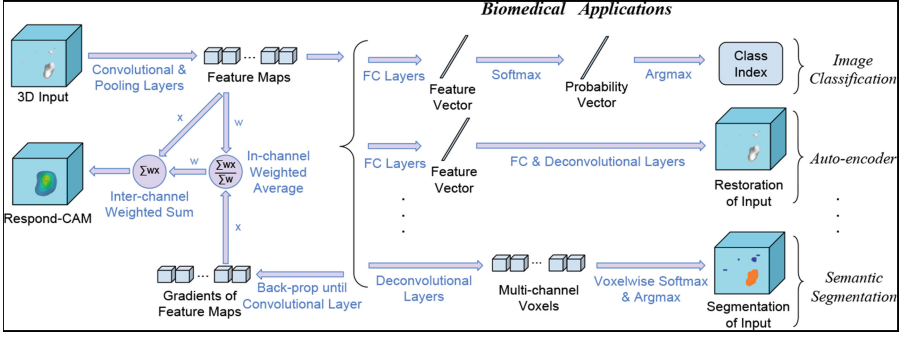 Biomedical Applications
3D Input
Convolutional &
Pooling Layers
Feature Maps
FC Layers
Feature
Vector
Softmax
Probability
Vector
Argmax
Class
Index
Image
Classification
x
w
Respond-CAM
∑wx
Inter-channel
Weighted Sum
w
∑wx
∑w
In-channel
Weighted
Average
x
FC Layers
Feature
Vector
FC & Deconvolutional Layers
Restoration
of Input
Auto-encoder
Gradients of
Feature Maps
Back-prop until
Convolutional Layer
Deconvolutional
Layers
Multi-channel
Voxels
Voxelwise Softmax
& Argmax
Segmentation
of Input
Semantic
Segmentation